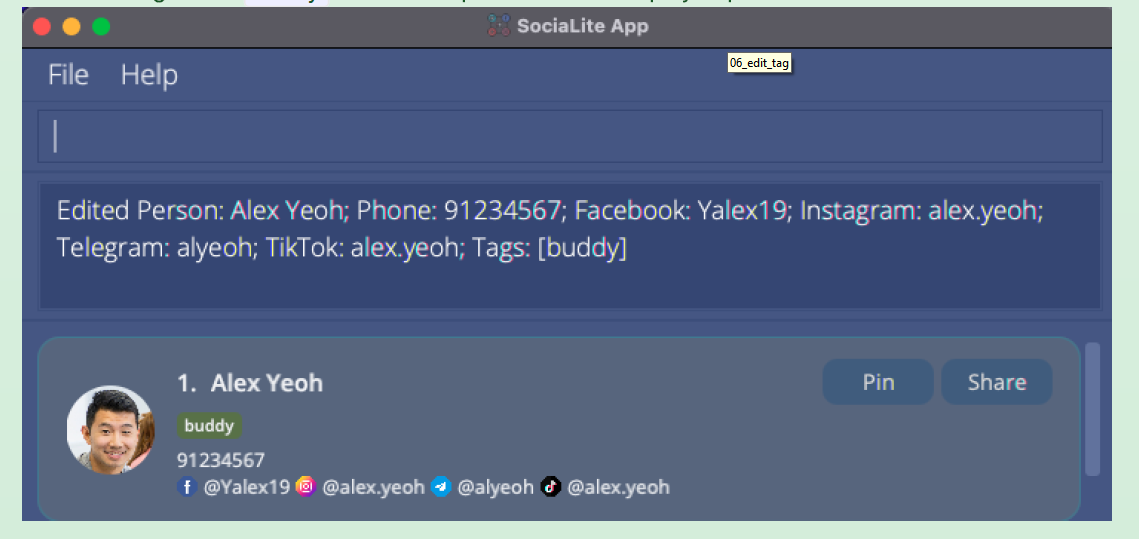 SociaLite App
06_edit_tag
File Help
Edited Person: Alex Yeoh; Phone: 91234567; Facebook: Yalex19; Instagram: alex.yeoh;
Telegram: alyeoh; TikTok: alex.yeoh; Tags: [buddy]
1. Alex Yeoh
Pin
Share
buddy
91234567
@Yalex19 @alex.yeoh @alyeoh @alex.yeoh